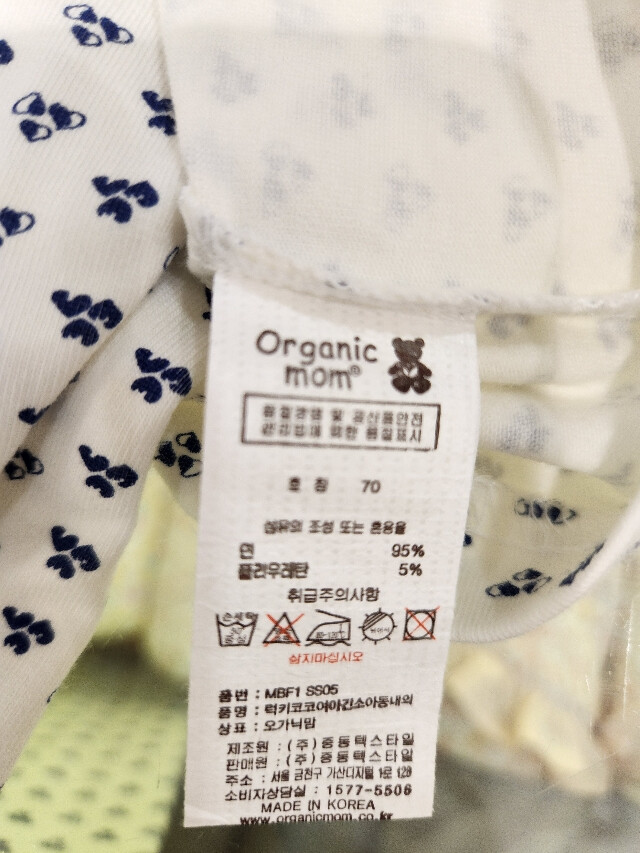 Organic
mom®
품질경영 및 공산품안전
관리법에 의한 품질표시
호 칭 70
섬유의 조성 또는 혼용율
면 95%
폴리우레탄 5%
취급주의사항
손세탁
삶지마십시오
품번 : MBF1 SS05
품명 : 럭키코코여아긴소아동내의
상표 : 오가닉맘
제조원 : (주)중동텍스타일
판매원 : (주)중동텍스타일
주소 : 서울 금천구 가산디지털 1로 128
소비자상담실 : 1577-5506
MADE IN KOREA
www.organicmom.co.kr